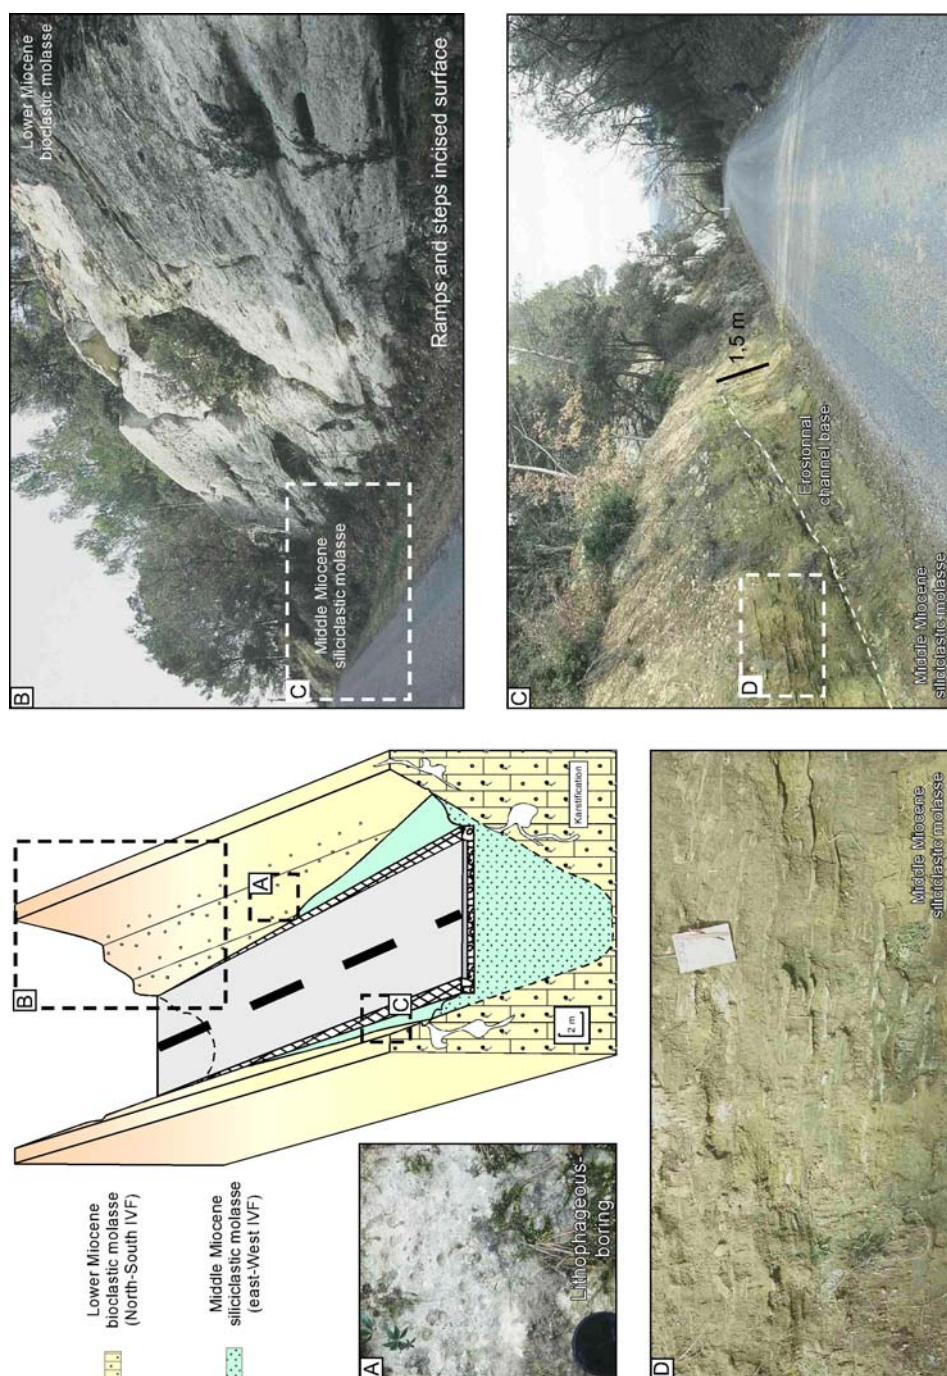 Lower Miocene
bioclastic molasse
(North-South IVF)
Middle Miocene
siliciclastic molasse
(east-West IVF)
B
A
C
2 m
Karstification
A
Lithophageous-
boring
B
Lower Miocene
bioclastic molasse
Middle Miocene
siliciclastic molasse
C
Ramps and steps incised surface
C
1,5 m
Erosionnal
channel base
D
Middle Miocene
siliciclastic molasse
D
Middle Miocene
siliciclastic molasse